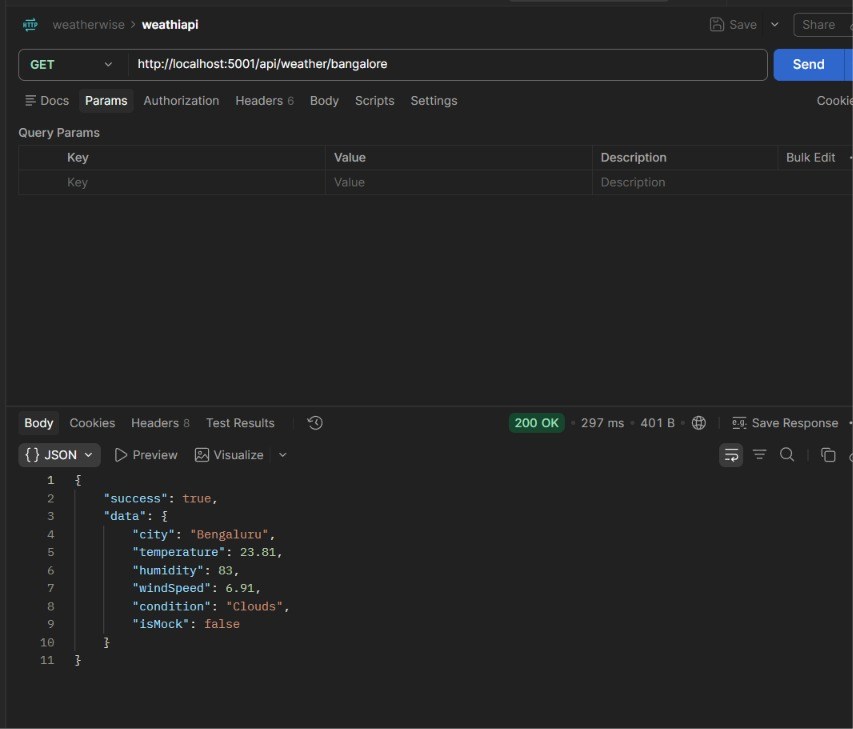 HTTP weatherwise > weathiapi Save Share
GET http://localhost:5001/api/weather/bangalore Send
Docs Params Authorization Headers 6 Body Scripts Settings
Query Params
Key Value Description Bulk Edit
Key Value Description
Body Cookies Headers 8 Test Results 200 OK • 297 ms • 401 B • e.g. Save Response
{} JSON Preview Visualize
1 {
2 "success": true,
3 "data": {
4 "city": "Bengaluru",
5 "temperature": 23.81,
6 "humidity": 83,
7 "windSpeed": 6.91,
8 "condition": "Clouds",
9 "isMock": false
10 }
11 }